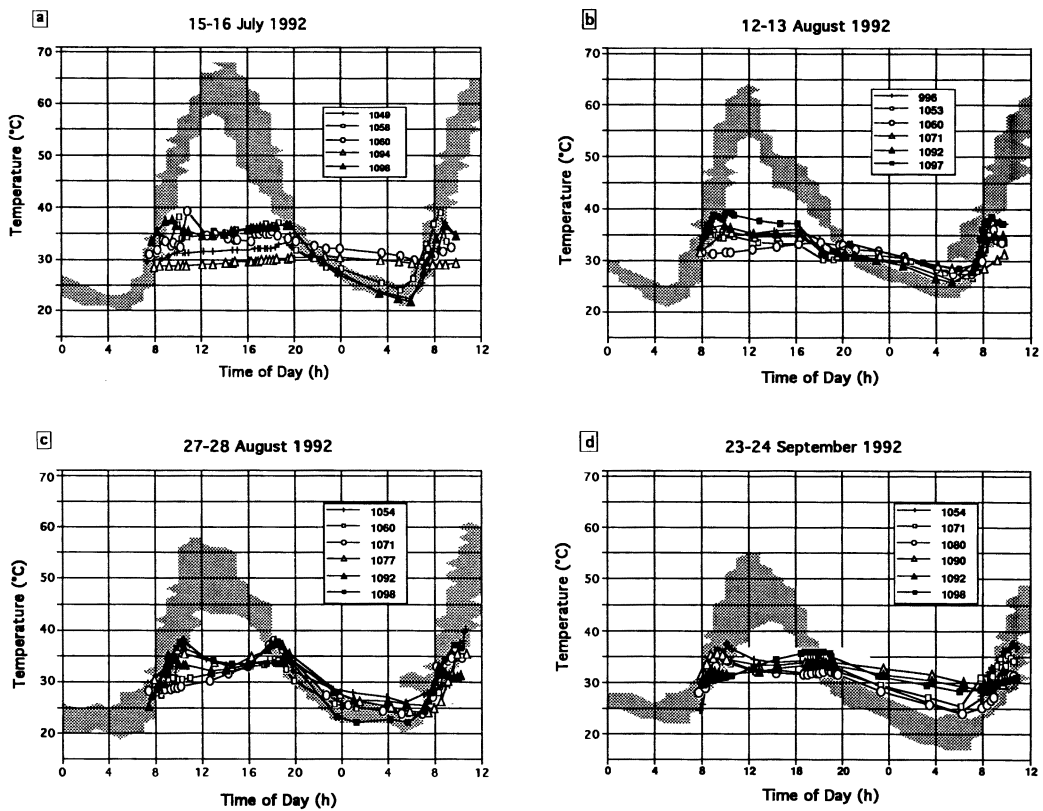 a
15-16 July 1992
70
60
50
40
30
20
Temperature (°C)
1049
1058
1060
1094
1098
0 4 8 12 16 20 0 4 8 12
Time of Day (h)
b
12-13 August 1992
70
60
50
40
30
20
Temperature (°C)
996
1053
1060
1071
1092
1097
0 4 8 12 16 20 0 4 8 12
Time of Day (h)
c
27-28 August 1992
70
60
50
40
30
20
Temperature (°C)
1054
1060
1071
1077
1092
1098
0 4 8 12 16 20 0 4 8 12
Time of Day (h)
d
23-24 September 1992
70
60
50
40
30
20
Temperature (°C)
1054
1071
1080
1090
1092
1098
0 4 8 12 16 20 0 4 8 12
Time of Day (h)